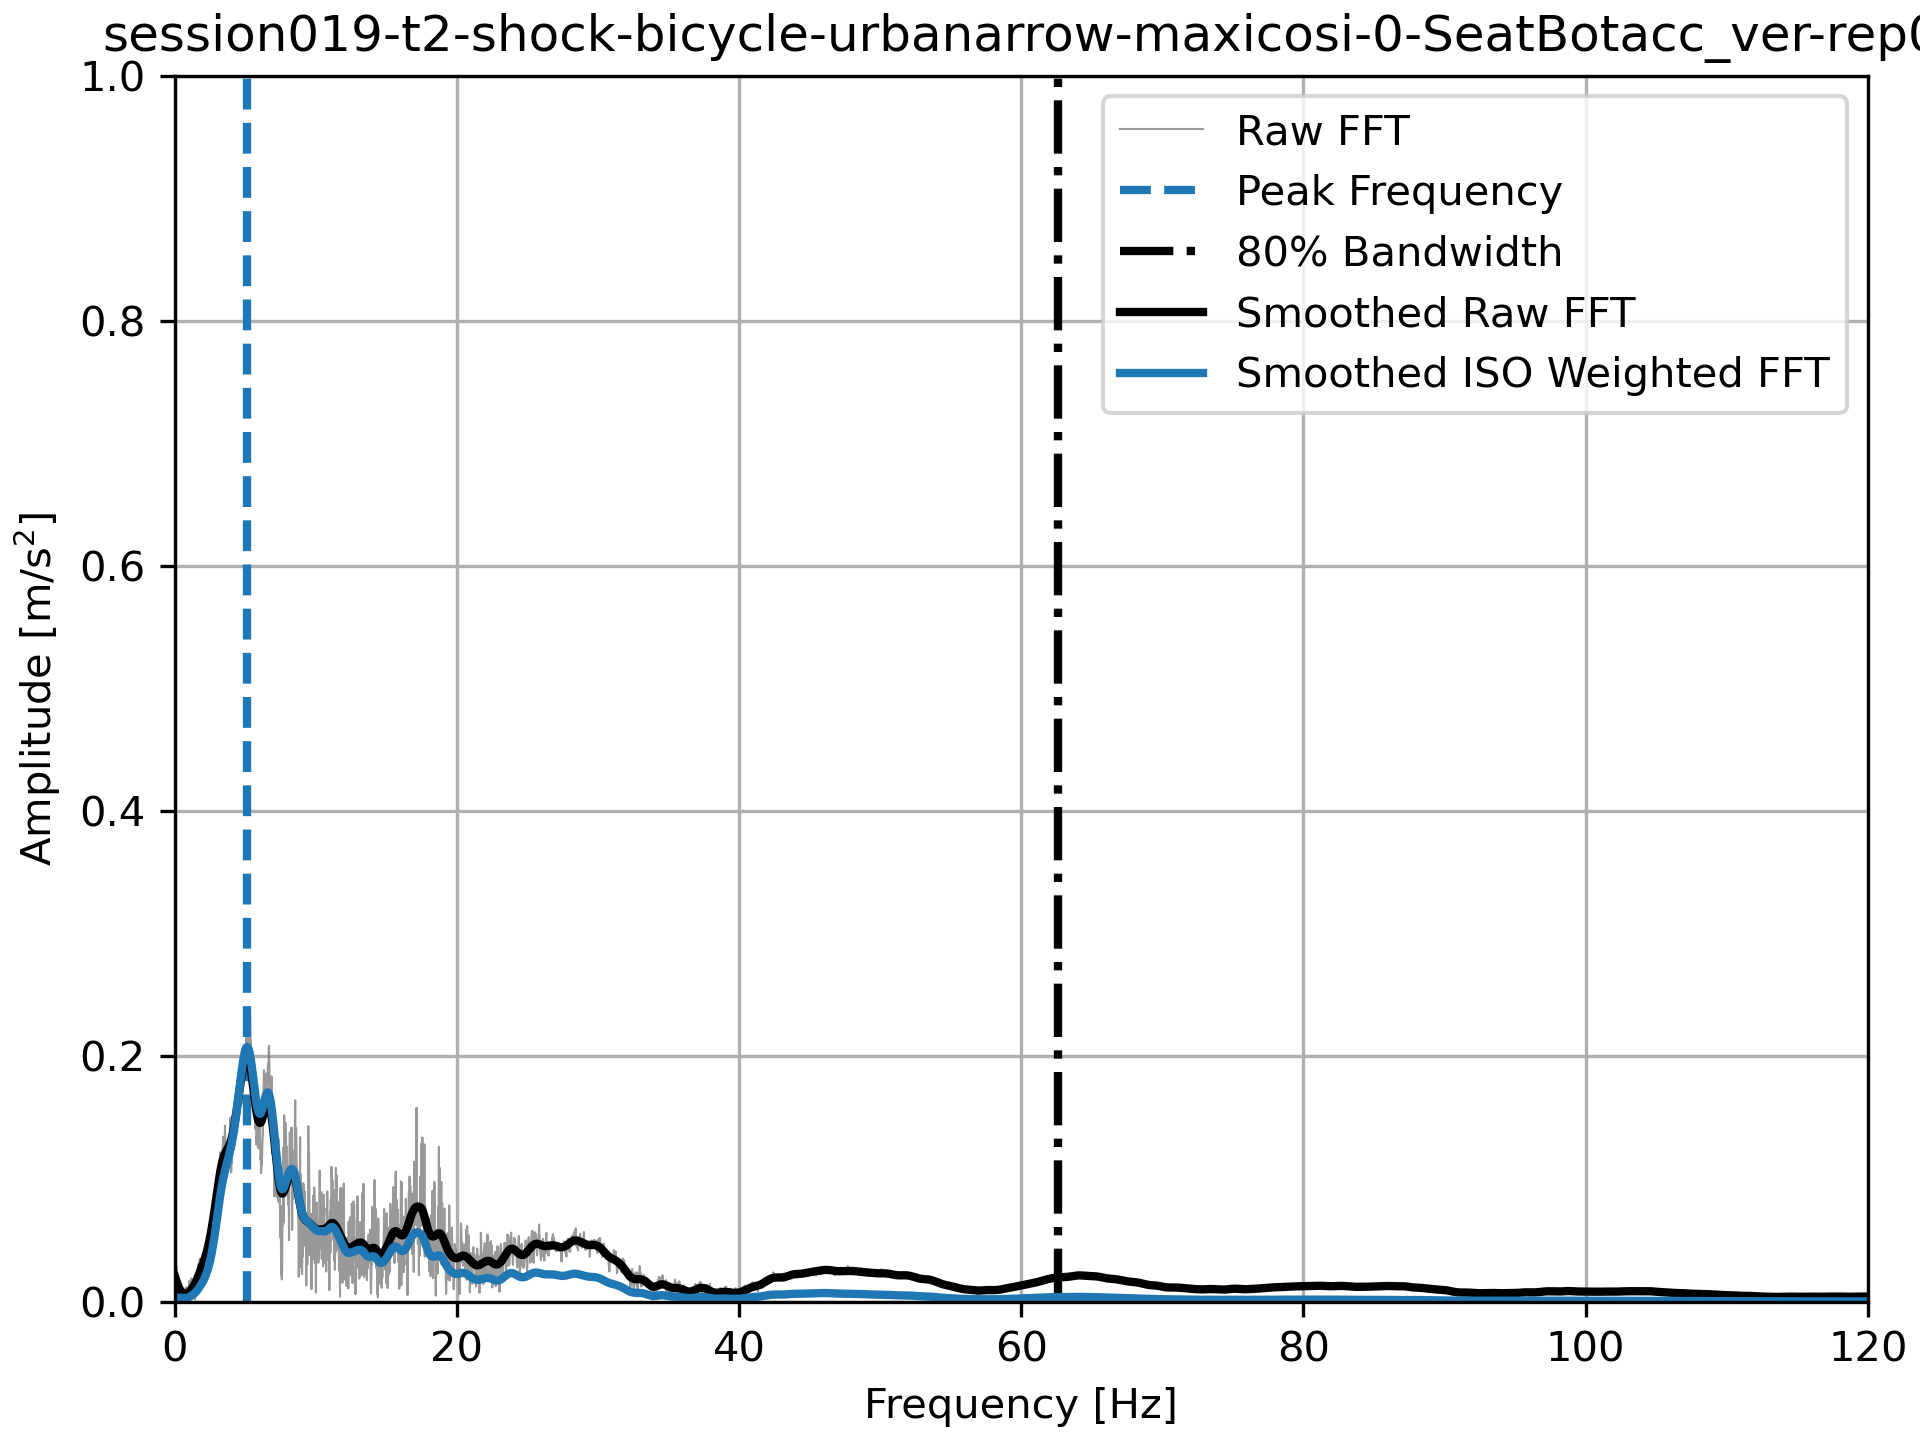 session019-t2-shock-bicycle-urbanarrow-maxicosi-0-SeatBotacc_ver-rep0
1.0
0.8
0.6
0.4
0.2
0.0
Amplitude [m/s²]
Raw FFT
Peak Frequency
80% Bandwidth
Smoothed Raw FFT
Smoothed ISO Weighted FFT
0 20 40 60 80 100 120
Frequency [Hz]